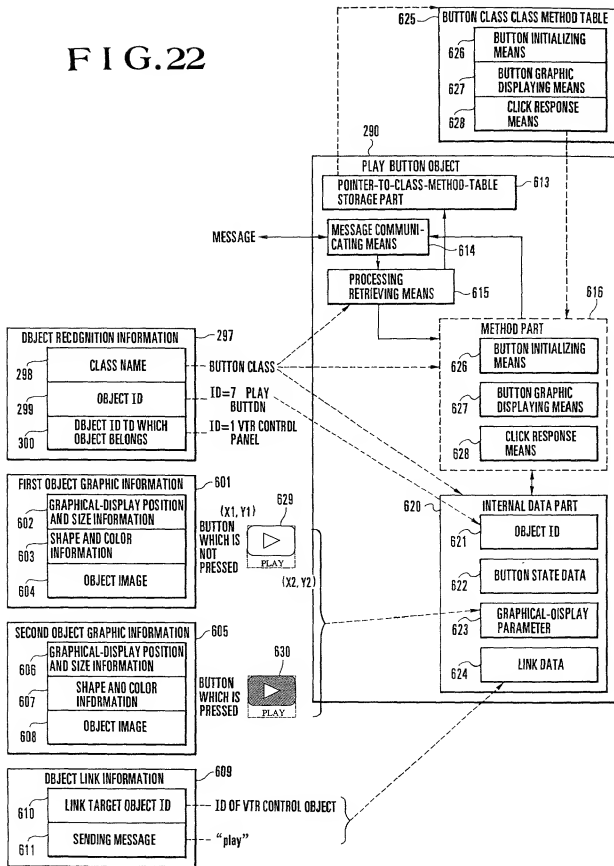 FIG.22
625
BUTTON CLASS CLASS METHOD TABLE
626
BUTTON INITIALIZING
MEANS
627
BUTTON GRAPHIC
DISPLAYING MEANS
628
CLICK RESPONSE
MEANS
290
PLAY BUTTON OBJECT
POINTER-TO-CLASS-METHOD-TABLE
STORAGE PART
613
MESSAGE
MESSAGE COMMUNI-
CATING MEANS
614
PROCESSING
RETRIEVING MEANS
615
616
METHOD PART
626
BUTTON INITIALIZING
MEANS
627
BUTTON GRAPHIC
DISPLAYING MEANS
628
CLICK RESPONSE
MEANS
620
INTERNAL DATA PART
621
OBJECT ID
622
BUTTON STATE DATA
623
GRAPHICAL-DISPLAY
PARAMETER
624
LINK DATA
OBJECT RECOGNITION INFORMATION
297
298
CLASS NAME
BUTTON CLASS
299
OBJECT ID
ID=7 PLAY
BUTTON
300
OBJECT ID TO WHICH
OBJECT BELONGS
ID=1 VTR CONTROL
PANEL
FIRST OBJECT GRAPHIC INFORMATION
601
602
GRAPHICAL-DISPLAY POSITION
AND SIZE INFORMATION
603
SHAPE AND COLOR
INFORMATION
604
OBJECT IMAGE
(X1, Y1)
BUTTON
WHICH IS
NOT
PRESSED
629
PLAY
(X2, Y2)
SECOND OBJECT GRAPHIC INFORMATION
605
606
GRAPHICAL-DISPLAY POSITION
AND SIZE INFORMATION
607
SHAPE AND COLOR
INFORMATION
608
OBJECT IMAGE
BUTTON
WHICH IS
PRESSED
630
PLAY
OBJECT LINK INFORMATION
609
610
LINK TARGET OBJECT ID
ID OF VTR CONTROL OBJECT
611
SENDING MESSAGE
"play"